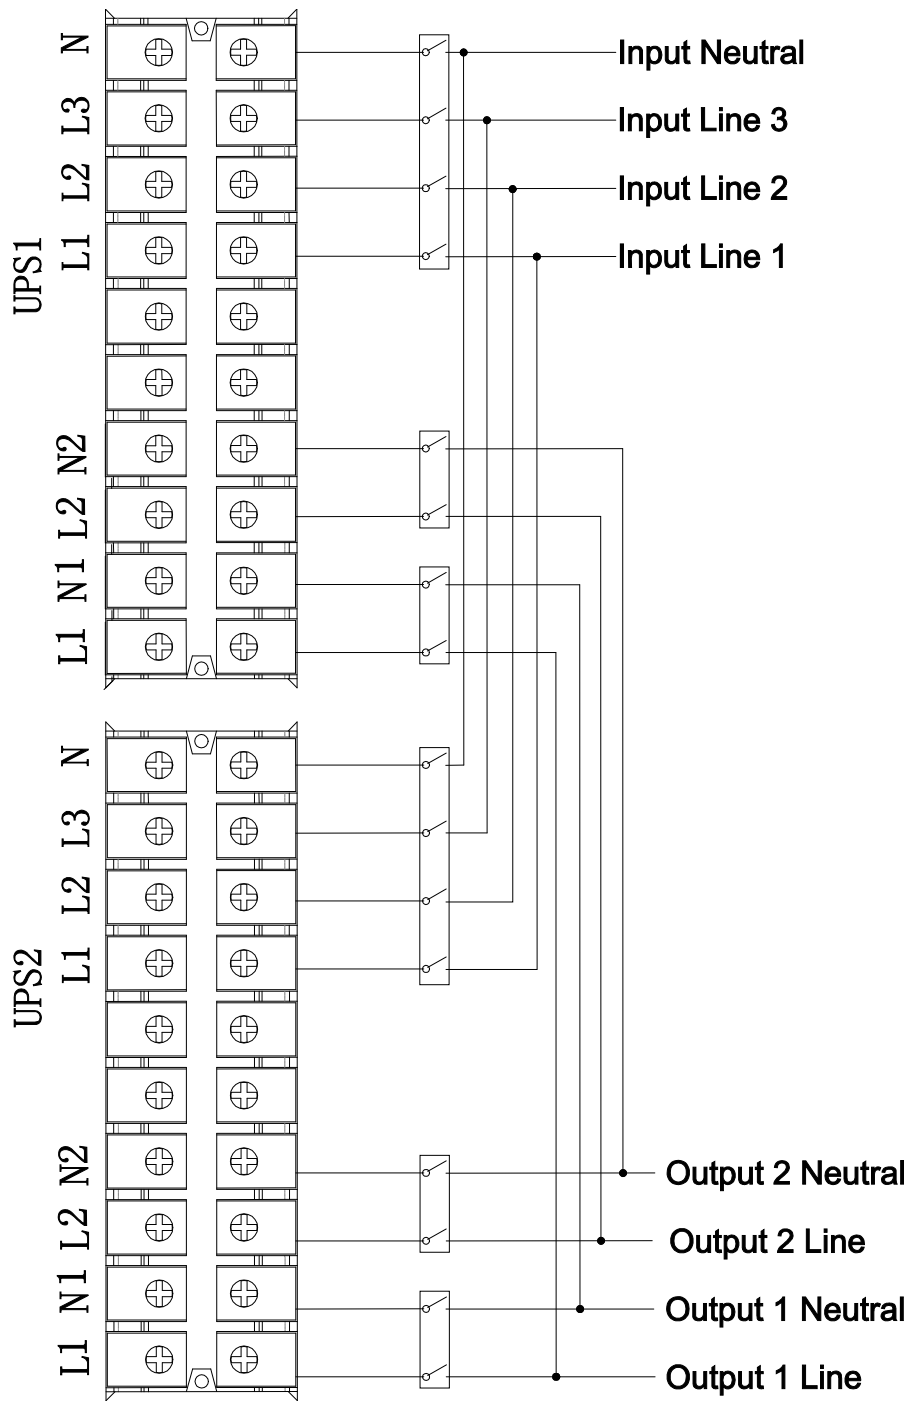 UPS1
N
L3
L2
L1
N2
L2
N1
L1
Input Neutral
Input Line 3
Input Line 2
Input Line 1
UPS2
N
L3
L2
L1
N2
L2
N1
L1
Output 2 Neutral
Output 2 Line
Output 1 Neutral
Output 1 Line